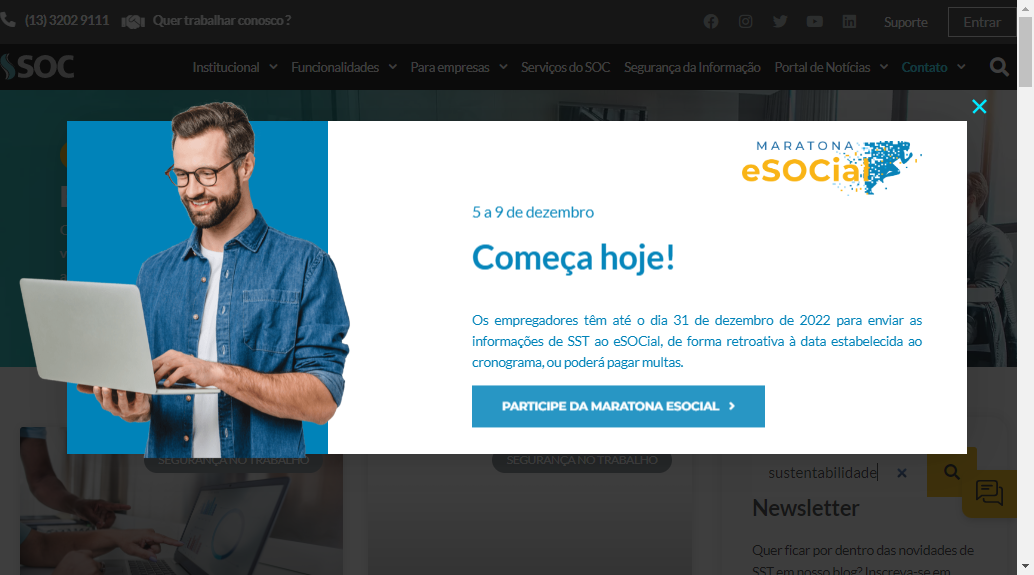 (13) 3202 9111 Quer trabalhar conosco ? Suporte Entrar
SOC Institucional Funcionalidades Para empresas Serviços do SOC Segurança da Informação Portal de Notícias Contato
MARATONA
eSOCial
5 a 9 de dezembro
Começa hoje!
Os empregadores têm até o dia 31 de dezembro de 2022 para enviar as
informações de SST ao eSOCial, de forma retroativa à data estabelecida ao
cronograma, ou poderá pagar multas.
PARTICIPE DA MARATONA ESOCIAL
SEGURANÇA NO TRABALHO SEGURANÇA NO TRABALHO
sustentabilidade
Newsletter
Quer ficar por dentro das novidades de
SST em nosso blog? Inscreva-se em